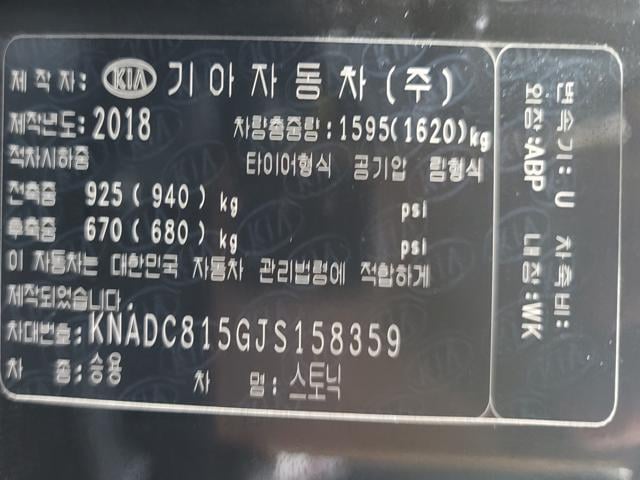 제 작 자: KIA 기아자동차(주)
제작년도: 2018 차량총중량: 1595(1620)kg
적차시하중 타이어형식 공기압 림형식
전축중 925 ( 940) kg psi
후축중 670 ( 680) kg psi
이 자동차는 대한민국 자동차 관리법령에 적합하게
제작되었습니다.
차대번호: KNADC815GJS158359
차 종: 승용 차 명: 스토닉
변속기: U 차축비:
외장: ABP 내장: WK